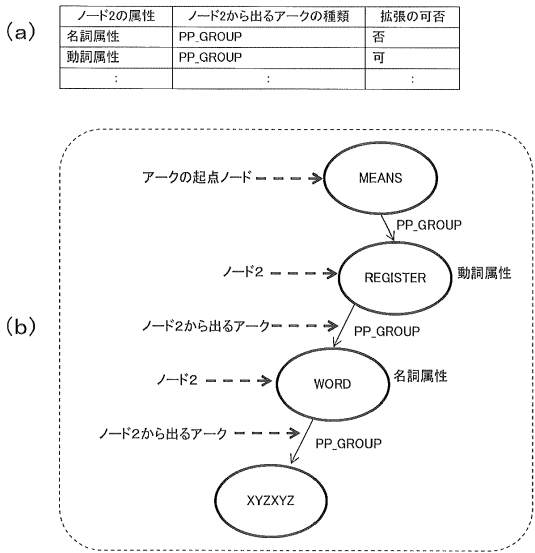 (a)
ノード2の属性 ノード2から出るアークの種類 拡張の可否
名詞属性 PP_GROUP 否
動詞属性 PP_GROUP 可
: : :
(b)
アークの起点ノード MEANS
PP_GROUP
ノード2 REGISTER 動詞属性
ノード2から出るアーク PP_GROUP
ノード2 WORD 名詞属性
ノード2から出るアーク PP_GROUP
XYZXYZ